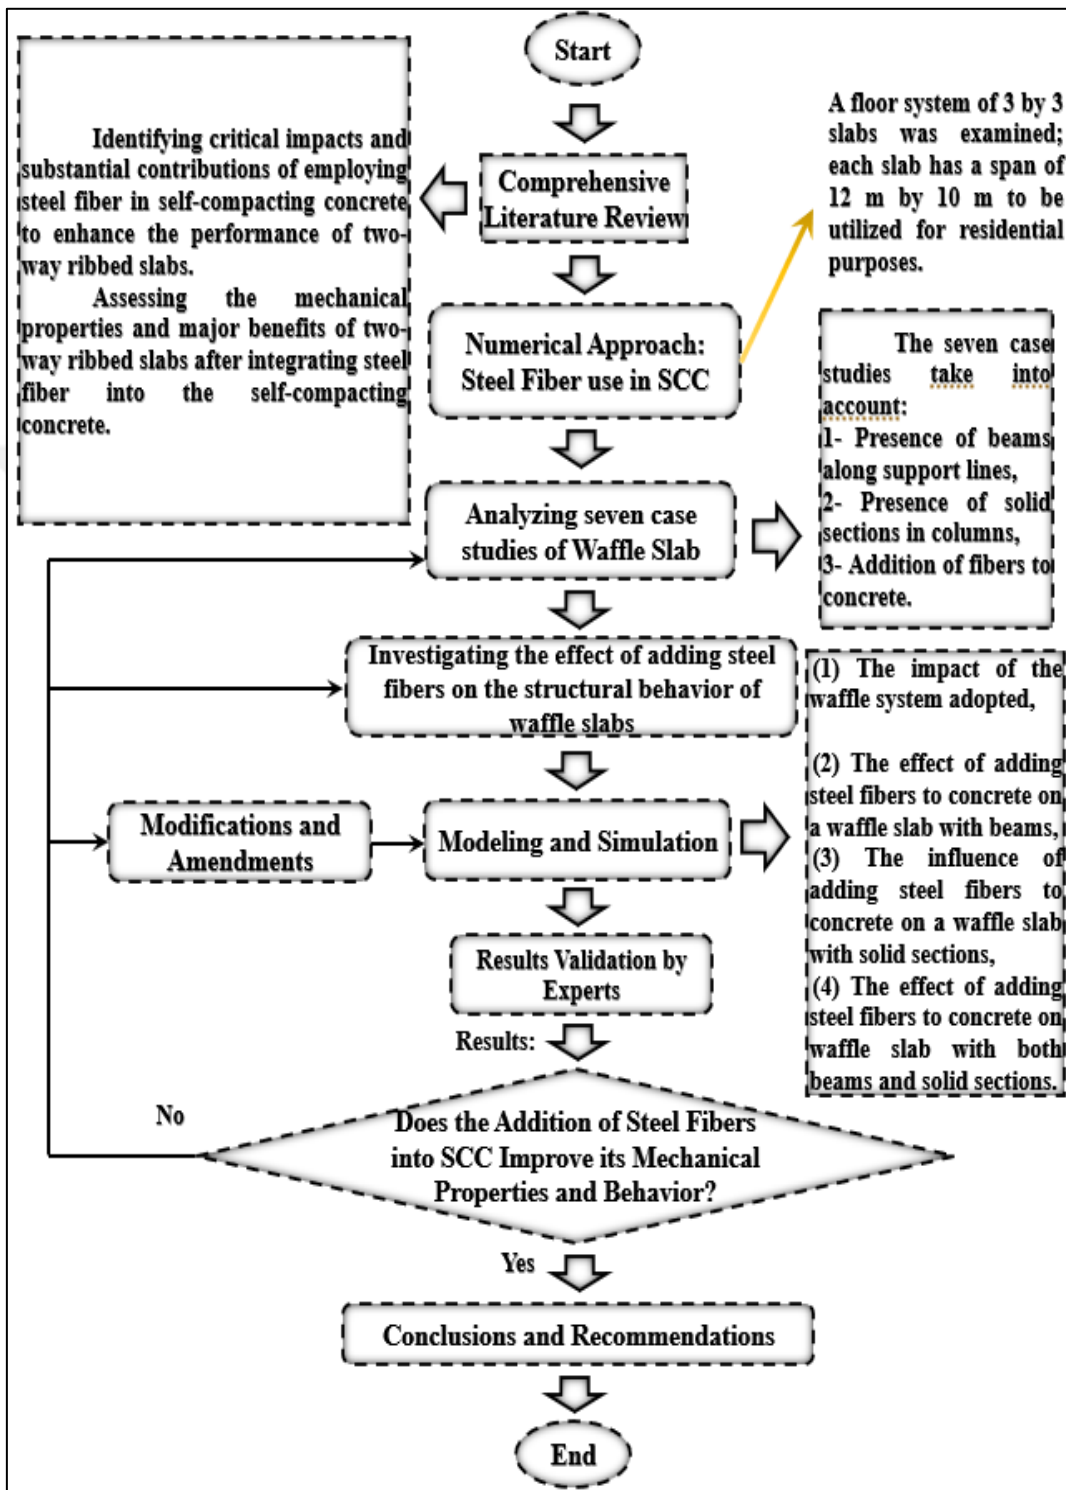 Start
Comprehensive
Literature Review
Identifying critical impacts and
substantial contributions of employing
steel fiber in self-compacting concrete
to enhance the performance of two-
way ribbed slabs.
Assessing the mechanical
properties and major benefits of two-
way ribbed slabs after integrating steel
fiber into the self-compacting
concrete.
Numerical Approach:
Steel Fiber use in SCC
A floor system of 3 by 3
slabs was examined;
each slab has a span of
12 m by 10 m to be
utilized for residential
purposes.
Analyzing seven case
studies of Waffle Slab
The seven case
studies take into
account:
1- Presence of beams
along support lines,
2- Presence of solid
sections in columns,
3- Addition of fibers to
concrete.
Investigating the effect of adding steel
fibers on the structural behavior of
waffle slabs
Modifications and
Amendments
Modeling and Simulation
(1) The impact of the
waffle system adopted,
(2) The effect of adding
steel fibers to concrete on
a waffle slab with beams,
(3) The influence of
adding steel fibers to
concrete on a waffle slab
with solid sections,
(4) The effect of adding
steel fibers to concrete on
waffle slab with both
beams and solid sections.
Results Validation by
Experts
Results:
No
Does the Addition of Steel Fibers
into SCC Improve its Mechanical
Properties and Behavior?
Yes
Conclusions and Recommendations
End